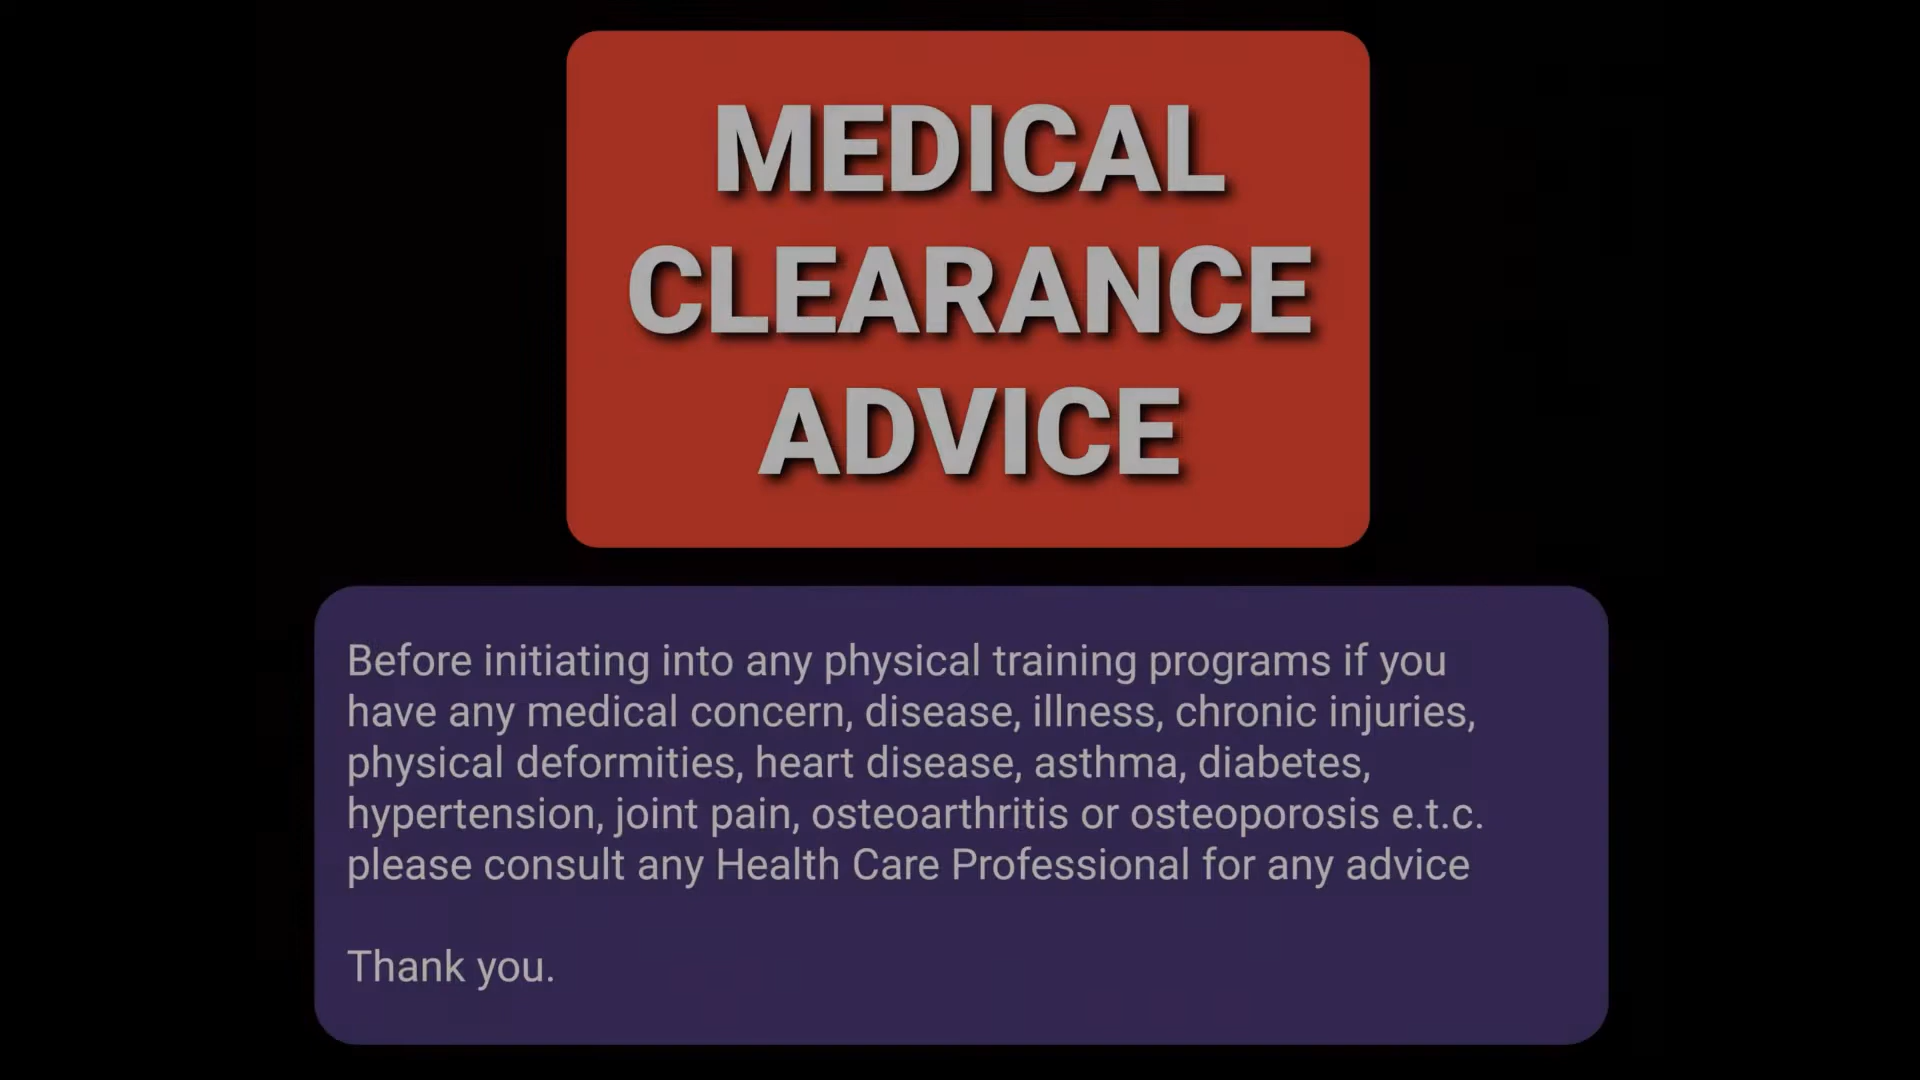 MEDICAL
CLEARANCE
ADVICE
Before initiating into any physical training programs if you
have any medical concern, disease, illness, chronic injuries,
physical deformities, heart disease, asthma, diabetes,
hypertension, joint pain, osteoarthritis or osteoporosis e.t.c.
please consult any Health Care Professional for any advice
Thank you.